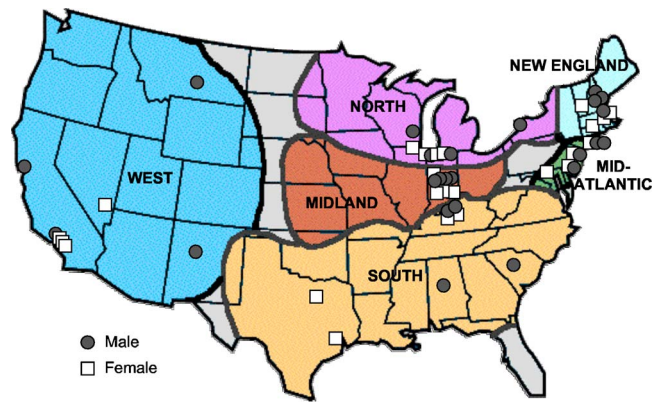 NEW ENGLAND
NORTH
WEST
MIDLAND
MID-
ATLANTIC
SOUTH
Male
Female